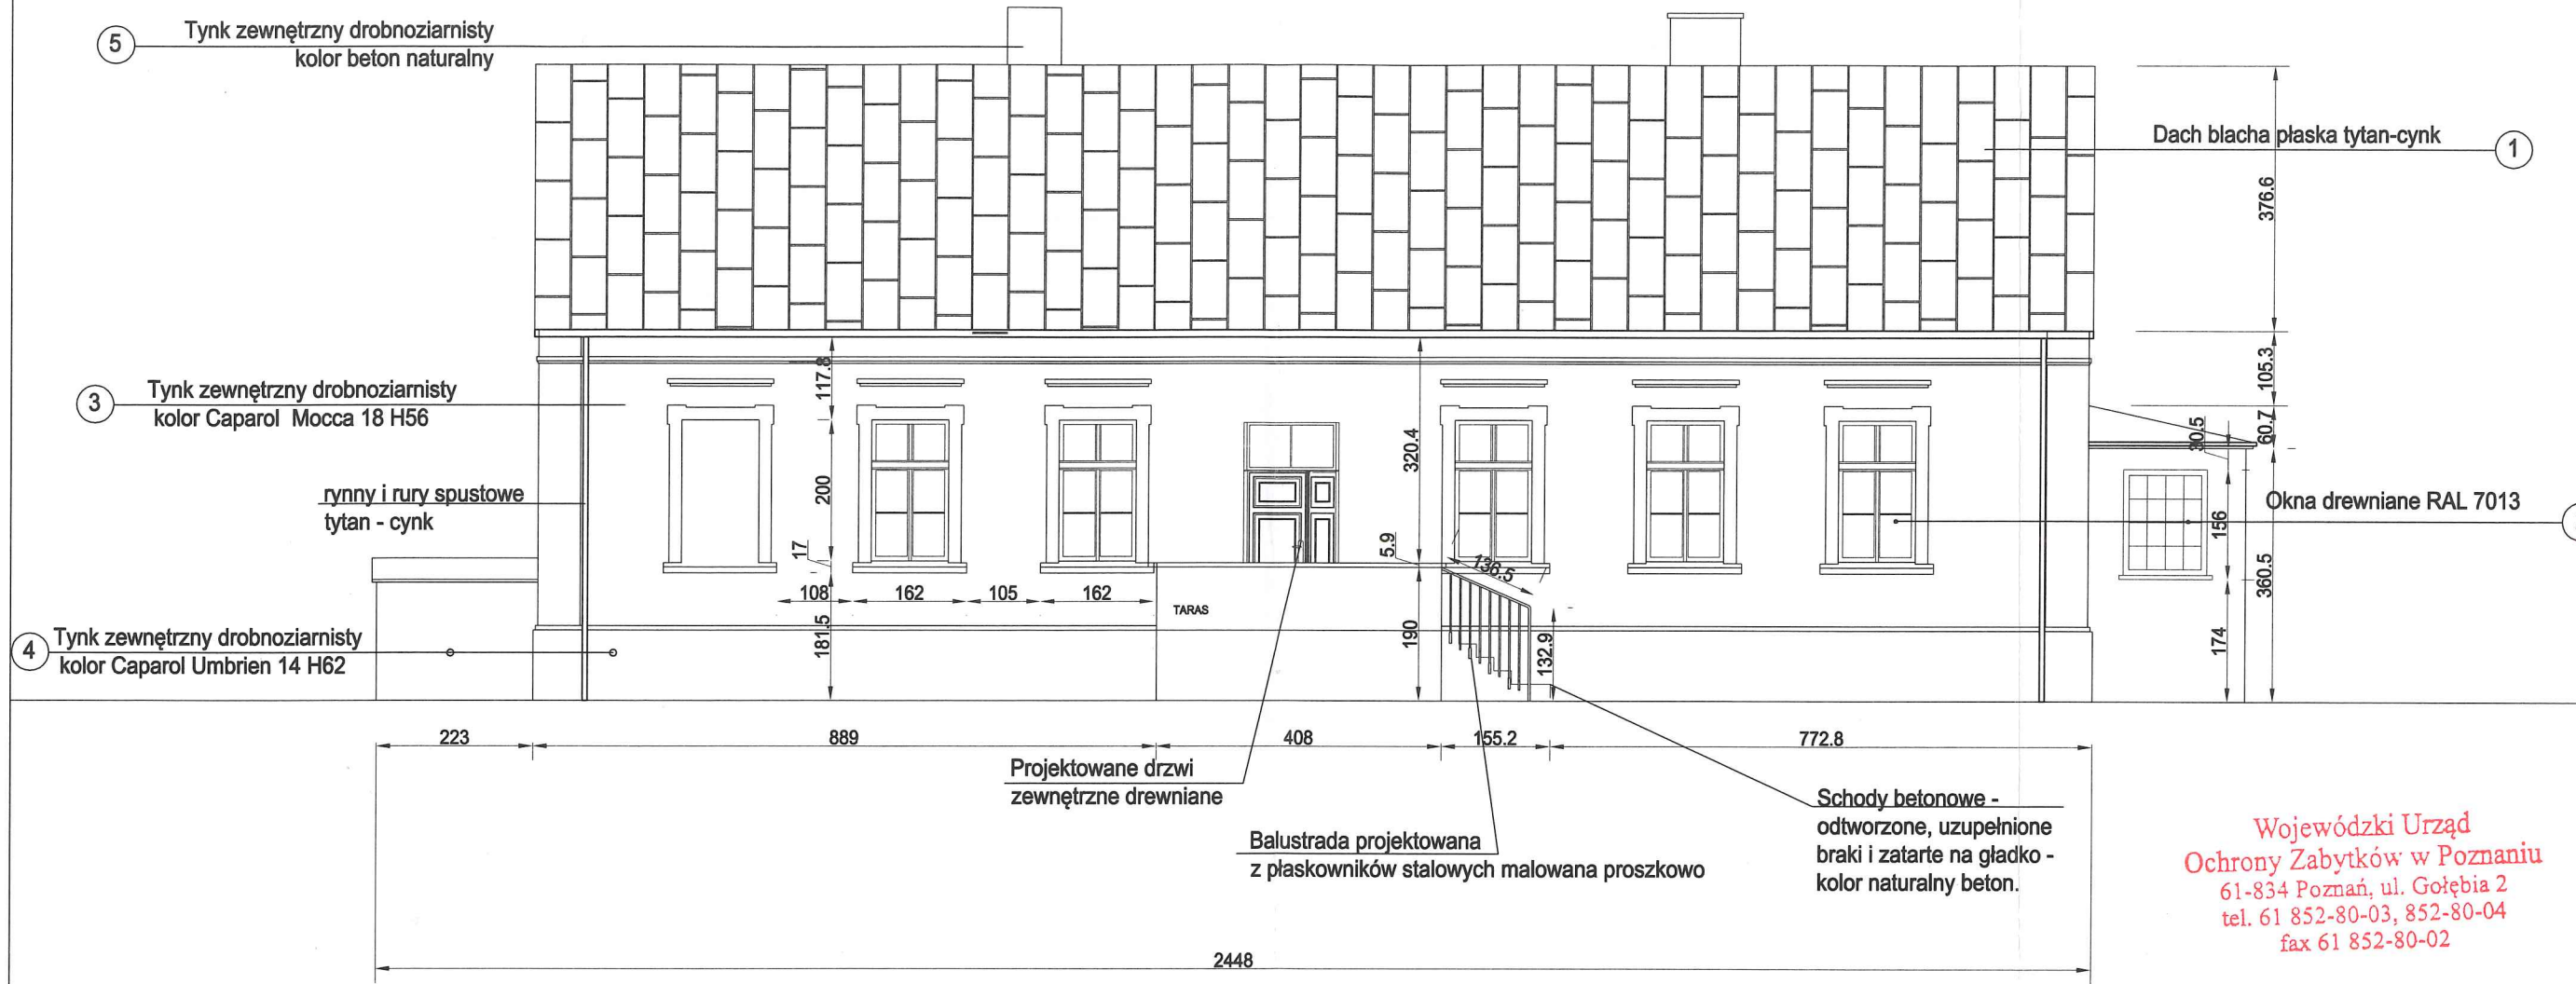 5
Tynk zewnętrzny drobnoziarnisty
kolor beton naturalny
Dach blacha płaska tytan-cynk
1
376.6
3
Tynk zewnętrzny drobnoziarnisty
kolor Caparol Mocca 18 H56
117.8
320.4
105.3
60.7
30.5
rynny i rury spustowe
tytan - cynk
200
17
5.9
136.5
Okna drewniane RAL 7013
156
360.5
108
162
105
162
TARAS
181.5
190
132.9
174
4
Tynk zewnętrzny drobnoziarnisty
kolor Caparol Umbrien 14 H62
223
889
408
155.2
772.8
Projektowane drzwi
zewnętrzne drewniane
Balustrada projektowana
z płaskowników stalowych malowana proszkowo
Schody betonowe -
odtworzone, uzupełnione
braki i zatarte na gładko -
kolor naturalny beton.
Wojewódzki Urząd
Ochrony Zabytków w Poznaniu
61-834 Poznań, ul. Gołębia 2
tel. 61 852-80-03, 852-80-04
fax 61 852-80-02
2448